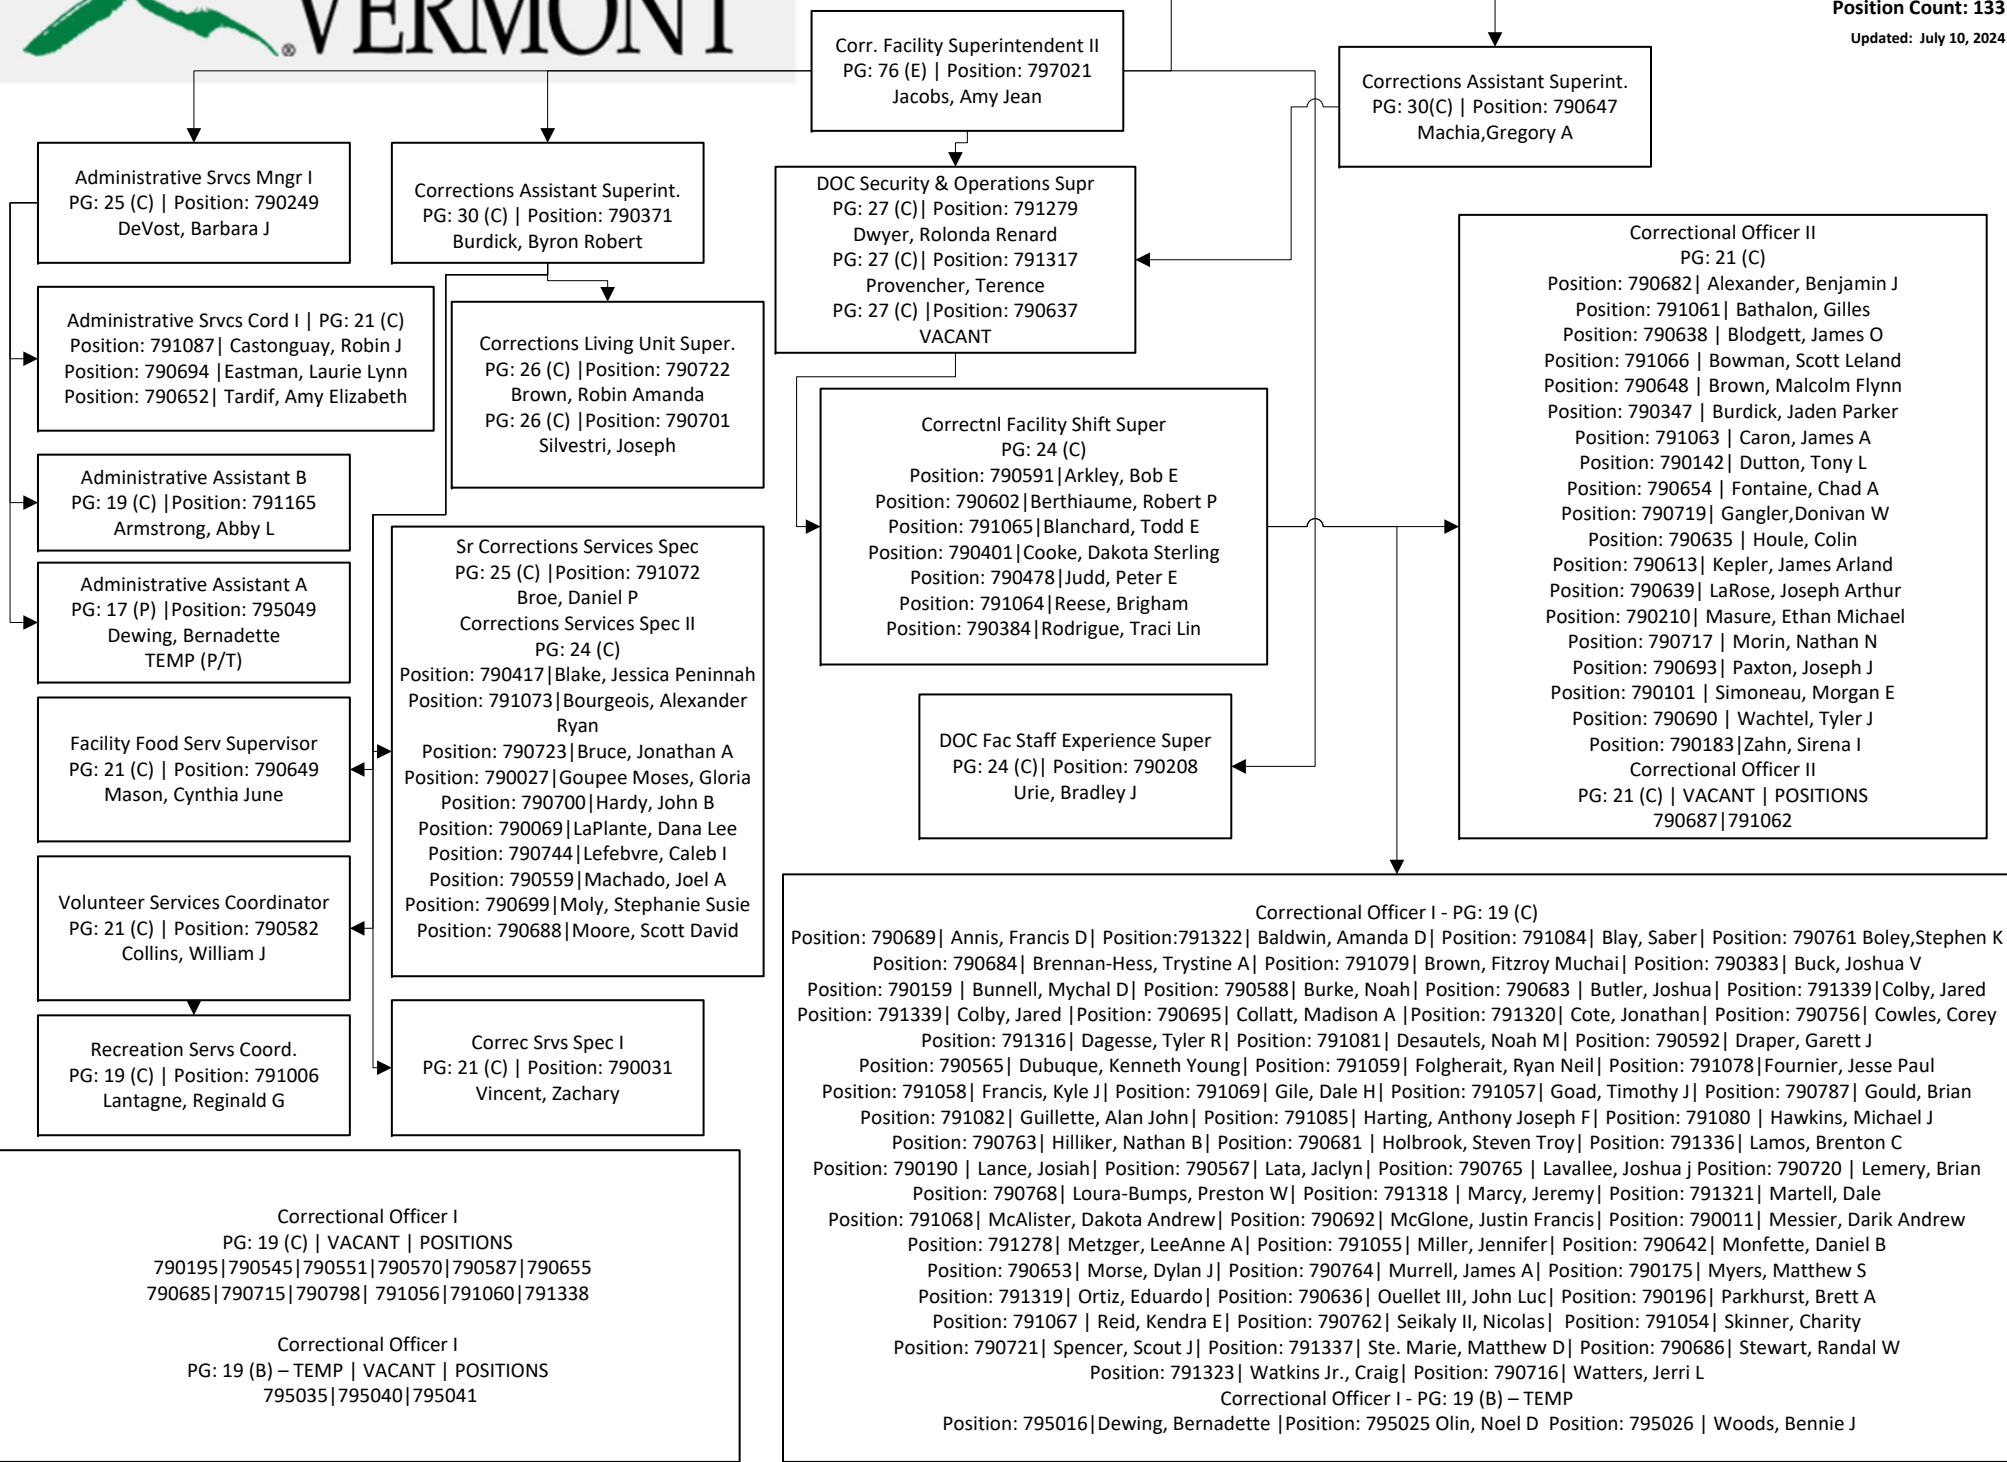 VERMONT
®
Position Count: 133
Updated: July 10, 2024
Corr. Facility Superintendent II
PG: 76 (E) | Position: 797021
Jacobs, Amy Jean
Corrections Assistant Superint.
PG: 30(C) | Position: 790647
Machia,Gregory A
Administrative Srvcs Mngr I
PG: 25 (C) | Position: 790249
DeVost, Barbara J
Corrections Assistant Superint.
PG: 30 (C) | Position: 790371
Burdick, Byron Robert
DOC Security & Operations Supr
PG: 27 (C)| Position: 791279
Dwyer, Rolonda Renard
PG: 27 (C)| Position: 791317
Provencher, Terence
PG: 27 (C) |Position: 790637
VACANT
Administrative Srvcs Cord I | PG: 21 (C)
Position: 791087| Castonguay, Robin J
Position: 790694 |Eastman, Laurie Lynn
Position: 790652| Tardif, Amy Elizabeth
Corrections Living Unit Super.
PG: 26 (C) |Position: 790722
Brown, Robin Amanda
PG: 26 (C) |Position: 790701
Silvestri, Joseph
Correctnl Facility Shift Super
PG: 24 (C)
Position: 790591|Arkley, Bob E
Position: 790602|Berthiaume, Robert P
Position: 791065|Blanchard, Todd E
Position: 790401|Cooke, Dakota Sterling
Position: 790478|Judd, Peter E
Position: 791064|Reese, Brigham
Position: 790384|Rodrigue, Traci Lin
Correctional Officer II
PG: 21 (C)
Position: 790682| Alexander, Benjamin J
Position: 791061| Bathalon, Gilles
Position: 790638 | Blodgett, James O
Position: 791066 | Bowman, Scott Leland
Position: 790648 | Brown, Malcolm Flynn
Position: 790347 | Burdick, Jaden Parker
Position: 791063 | Caron, James A
Position: 790142| Dutton, Tony L
Position: 790654 | Fontaine, Chad A
Position: 790719| Gangler,Donivan W
Position: 790635 | Houle, Colin
Position: 790613| Kepler, James Arland
Position: 790639| LaRose, Joseph Arthur
Position: 790210| Masure, Ethan Michael
Position: 790717 | Morin, Nathan N
Position: 790693| Paxton, Joseph J
Position: 790101 | Simoneau, Morgan E
Position: 790690 | Wachtel, Tyler J
Position: 790183|Zahn, Sirena I
Correctional Officer II
PG: 21 (C) | VACANT | POSITIONS
790687|791062
Administrative Assistant B
PG: 19 (C) |Position: 791165
Armstrong, Abby L
Administrative Assistant A
PG: 17 (P) |Position: 795049
Dewing, Bernadette
TEMP (P/T)
Sr Corrections Services Spec
PG: 25 (C) |Position: 791072
Broe, Daniel P
Corrections Services Spec II
PG: 24 (C)
Position: 790417|Blake, Jessica Peninnah
Position: 791073|Bourgeois, Alexander
Ryan
Position: 790723|Bruce, Jonathan A
Position: 790027|Goupee Moses, Gloria
Position: 790700|Hardy, John B
Position: 790069|LaPlante, Dana Lee
Position: 790744|Lefebvre, Caleb I
Position: 790559|Machado, Joel A
Position: 790699|Moly, Stephanie Susie
Position: 790688|Moore, Scott David
DOC Fac Staff Experience Super
PG: 24 (C)| Position: 790208
Urie, Bradley J
Facility Food Serv Supervisor
PG: 21 (C) | Position: 790649
Mason, Cynthia June
Volunteer Services Coordinator
PG: 21 (C) | Position: 790582
Collins, William J
Recreation Servs Coord.
PG: 19 (C) | Position: 791006
Lantagne, Reginald G
Correc Srvs Spec I
PG: 21 (C) | Position: 790031
Vincent, Zachary
Correctional Officer I - PG: 19 (C)
Position: 790689| Annis, Francis D| Position:791322| Baldwin, Amanda D| Position: 791084| Blay, Saber| Position: 790761 Boley,Stephen K
Position: 790684| Brennan-Hess, Trystine A| Position: 791079| Brown, Fitzroy Muchai| Position: 790383| Buck, Joshua V
Position: 790159 | Bunnell, Mychal D| Position: 790588| Burke, Noah| Position: 790683 | Butler, Joshua| Position: 791339|Colby, Jared
Position: 791339| Colby, Jared |Position: 790695| Collatt, Madison A |Position: 791320| Cote, Jonathan| Position: 790756| Cowles, Corey
Position: 791316| Dagesse, Tyler R| Position: 791081| Desautels, Noah M| Position: 790592| Draper, Garett J
Position: 790565| Dubuque, Kenneth Young| Position: 791059| Folgherait, Ryan Neil| Position: 791078|Fournier, Jesse Paul
Position: 791058| Francis, Kyle J| Position: 791069| Gile, Dale H| Position: 791057| Goad, Timothy J| Position: 790787| Gould, Brian
Position: 791082| Guillette, Alan John| Position: 791085| Harting, Anthony Joseph F| Position: 791080 | Hawkins, Michael J
Position: 790763| Hilliker, Nathan B| Position: 790681 | Holbrook, Steven Troy| Position: 791336| Lamos, Brenton C
Position: 790190 | Lance, Josiah| Position: 790567| Lata, Jaclyn| Position: 790765 | Lavallee, Joshua j Position: 790720 | Lemery, Brian
Position: 790768| Loura-Bumps, Preston W| Position: 791318 | Marcy, Jeremy| Position: 791321| Martell, Dale
Position: 791068| McAlister, Dakota Andrew| Position: 790692| McGlone, Justin Francis| Position: 790011| Messier, Darik Andrew
Position: 791278| Metzger, LeeAnne A| Position: 791055| Miller, Jennifer| Position: 790642| Monfette, Daniel B
Position: 790653| Morse, Dylan J| Position: 790764| Murrell, James A| Position: 790175| Myers, Matthew S
Position: 791319| Ortiz, Eduardo| Position: 790636| Ouellet III, John Luc| Position: 790196| Parkhurst, Brett A
Position: 791067 | Reid, Kendra E| Position: 790762| Seikaly II, Nicolas| Position: 791054| Skinner, Charity
Position: 790721| Spencer, Scout J| Position: 791337| Ste. Marie, Matthew D| Position: 790686| Stewart, Randal W
Position: 791323| Watkins Jr., Craig| Position: 790716| Watters, Jerri L
Correctional Officer I - PG: 19 (B) – TEMP
Position: 795016|Dewing, Bernadette |Position: 795025 Olin, Noel D Position: 795026 | Woods, Bennie J
Correctional Officer I
PG: 19 (C) | VACANT | POSITIONS
790195|790545|790551|790570|790587|790655
790685|790715|790798| 791056|791060|791338
Correctional Officer I
PG: 19 (B) – TEMP | VACANT | POSITIONS
795035|795040|795041